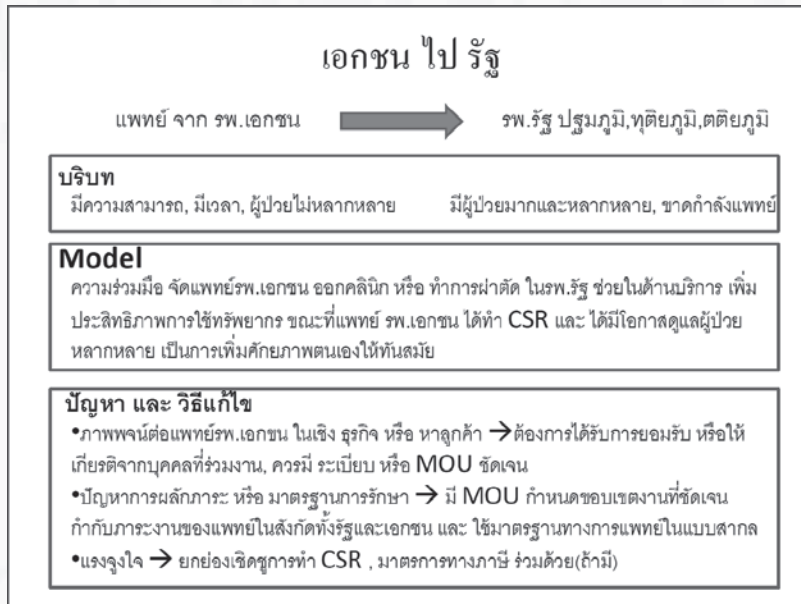 เอกชน ไป รัฐ
แพทย์ จาก รพ.เอกชน รพ.รัฐ ปฐมภูมิ,ทุติยภูมิ,ตติยภูมิ
บริบท
มีความสามารถ, มีเวลา, ผู้ป่วยไม่หลากหลาย มีผู้ป่วยมากและหลากหลาย, ขาดกำลังแพทย์
Model
ความร่วมมือ จัดแพทย์รพ.เอกชน ออกคลินิก หรือ ทำการผ่าตัด ในรพ.รัฐ ช่วยในด้านบริการ เพิ่ม
ประสิทธิภาพการใช้ทรัพยากร ขณะที่แพทย์ รพ.เอกชน ได้ทำ CSR และ ได้มีโอกาสดูแลผู้ป่วย
หลากหลาย เป็นการเพิ่มศักยภาพตนเองให้ทันสมัย
ปัญหา และ วิธีแก้ไข
•ภาพพจน์ต่อแพทย์รพ.เอกชน ในเชิง ธุรกิจ หรือ หาลูกค้า →ต้องการได้รับการยอมรับ หรือให้
เกียรติจากบุคคลที่ร่วมงาน, ควรมี ระเบียบ หรือ MOU ชัดเจน
•ปัญหาการผลักภาระ หรือ มาตรฐานการรักษา → มี MOU กำหนดขอบเขตงานที่ชัดเจน
กำกับภาระงานของแพทย์ในสังกัดทั้งรัฐและเอกชน และ ใช้มาตรฐานทางการแพทย์ในแบบสากล
•แรงจูงใจ → ยกย่องเชิดชูการทำ CSR , มาตรการทางภาษี ร่วมด้วย(ถ้ามี)